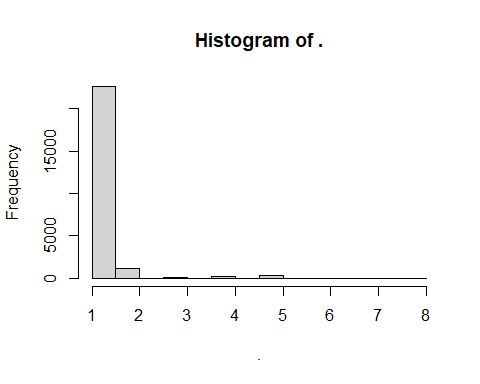 Histogram of .
Frequency
15000
5000
0
1 2 3 4 5 6 7 8
.